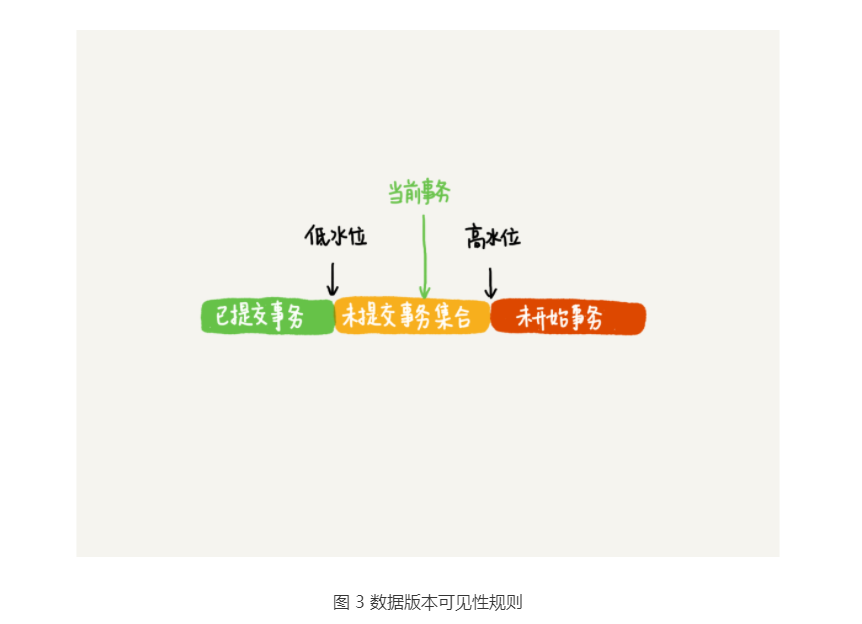 当前事务
低水位
高水位
已提交事务
未提交事务集合
未开始事务
图 3 数据版本可见性规则